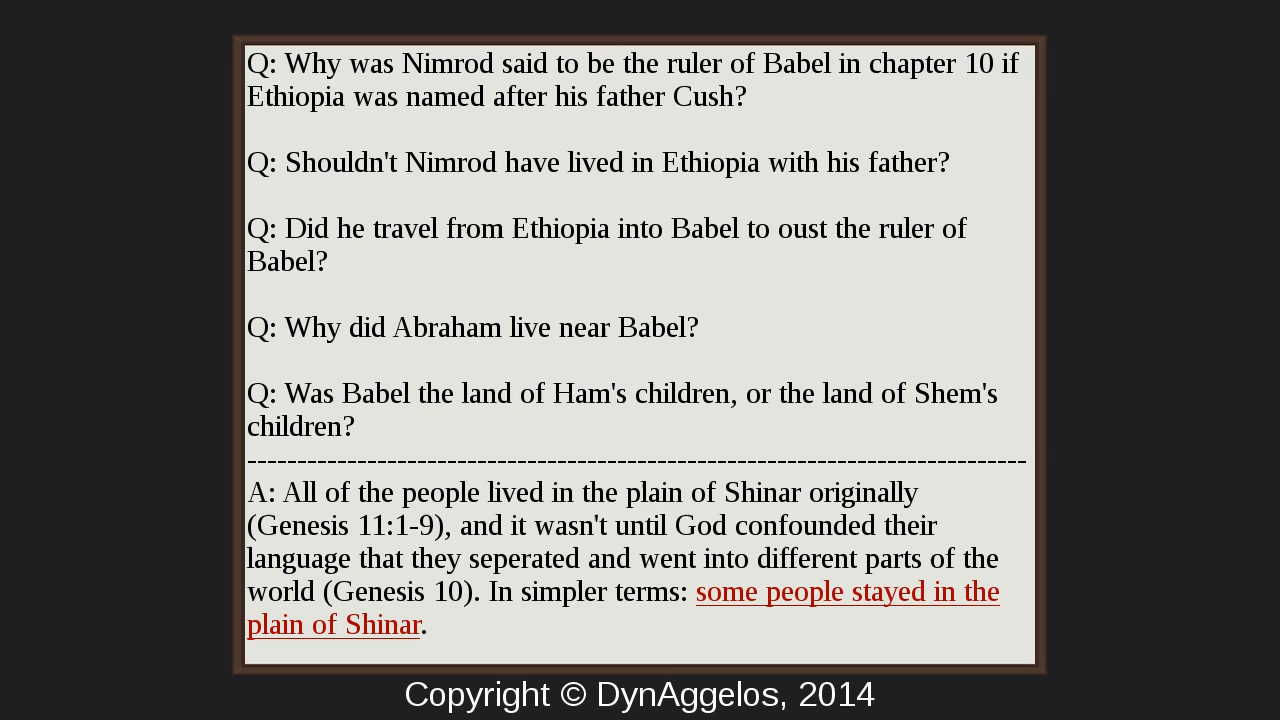 Q: Why was Nimrod said to be the ruler of Babel in chapter 10 if
Ethiopia was named after his father Cush?
Q: Shouldn't Nimrod have lived in Ethiopia with his father?
Q: Did he travel from Ethiopia into Babel to oust the ruler of
Babel?
Q: Why did Abraham live near Babel?
Q: Was Babel the land of Ham's children, or the land of Shem's
children?
------------------------------------------------------------------------------
A: All of the people lived in the plain of Shinar originally
(Genesis 11:1-9), and it wasn't until God confounded their
language that they seperated and went into different parts of the
world (Genesis 10). In simpler terms: some people stayed in the
plain of Shinar.
Copyright © DynAggelos, 2014